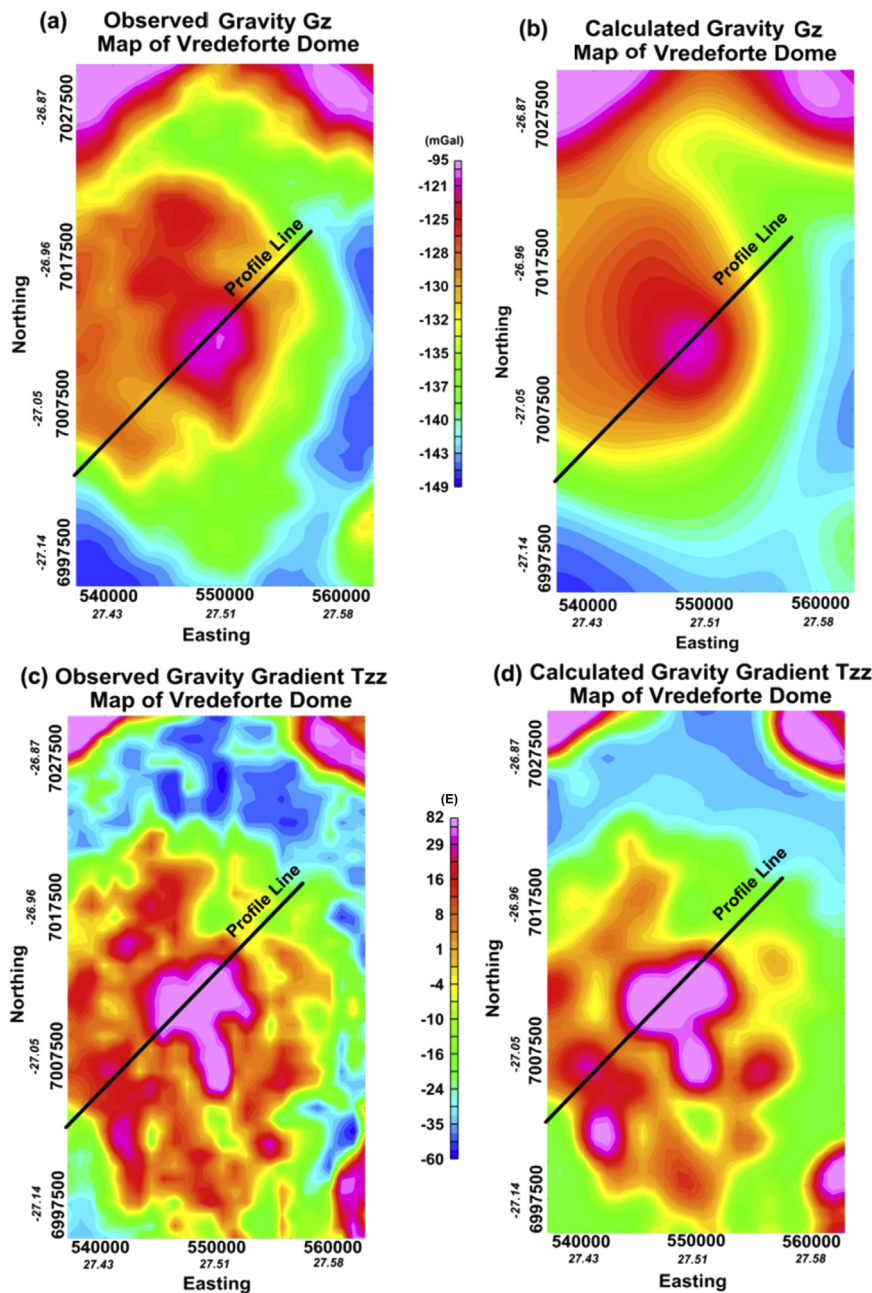 (a) Observed Gravity Gz
Map of Vredeforte Dome
-26.87
7027500
-26.96
7017500
Northing
-27.05
7007500
-27.14
6997500
Profile Line
540000 550000 560000
27.43 27.51 27.58
Easting
(mGal)
-95
-121
-125
-128
-130
-132
-135
-137
-140
-143
-149
(b) Calculated Gravity Gz
Map of Vredeforte Dome
-26.87
7027500
-26.96
7017500
Northing
-27.05
7007500
-27.14
6997500
Profile Line
540000 550000 560000
27.43 27.51 27.58
Easting
(c) Observed Gravity Gradient Tzz
Map of Vredeforte Dome
-26.87
7027500
-26.96
7017500
Northing
-27.05
7007500
-27.14
6997500
Profile Line
540000 550000 560000
27.43 27.51 27.58
Easting
(E)
82
29
16
8
1
-4
-10
-16
-24
-35
-60
(d) Calculated Gravity Gradient Tzz
Map of Vredeforte Dome
-26.87
7027500
-26.96
7017500
Northing
-27.05
7007500
-27.14
6997500
Profile Line
540000 550000 560000
27.43 27.51 27.58
Easting